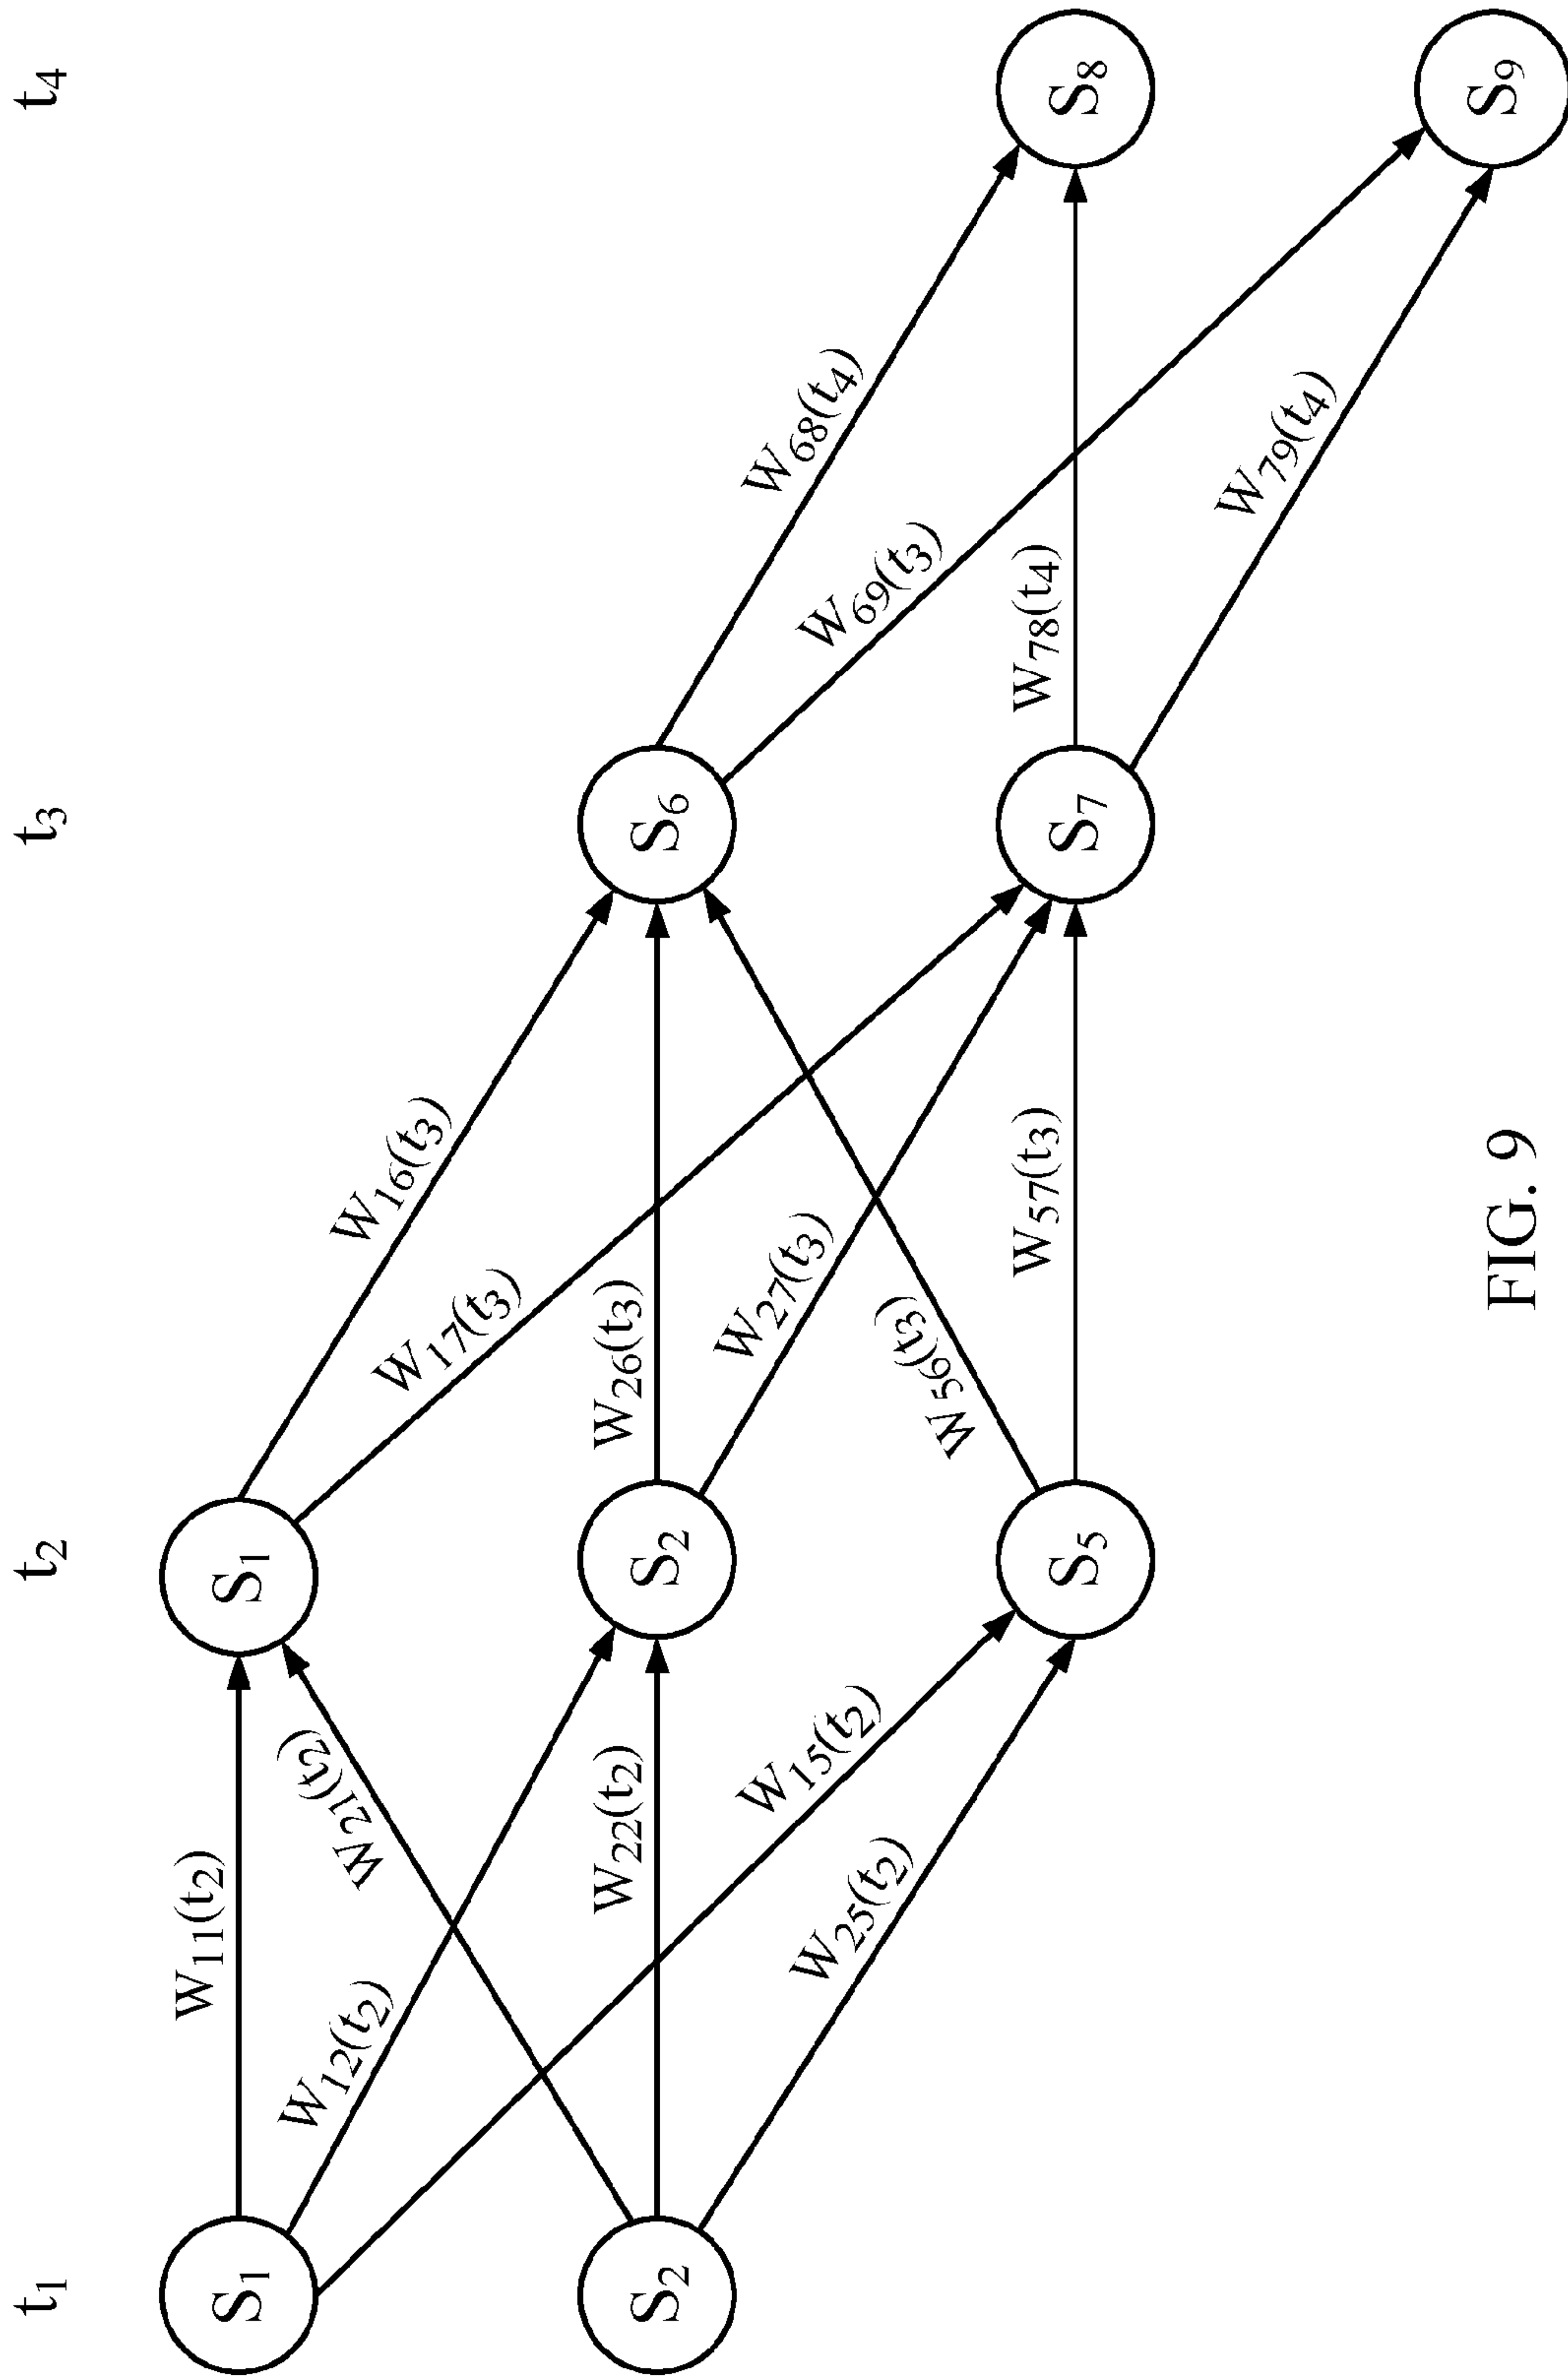 t1 t2 t3 t4
S1
S2
S1
S2
S5
S6
S7
S8
S9
W11(t2)
W12(t2)
W21(t2)
W22(t2)
W15(t2)
W25(t2)
W16(t3)
W17(t3)
W26(t3)
W27(t3)
W56(t3)
W57(t3)
W68(t4)
W69(t3)
W78(t4)
W79(t4)
FIG. 9